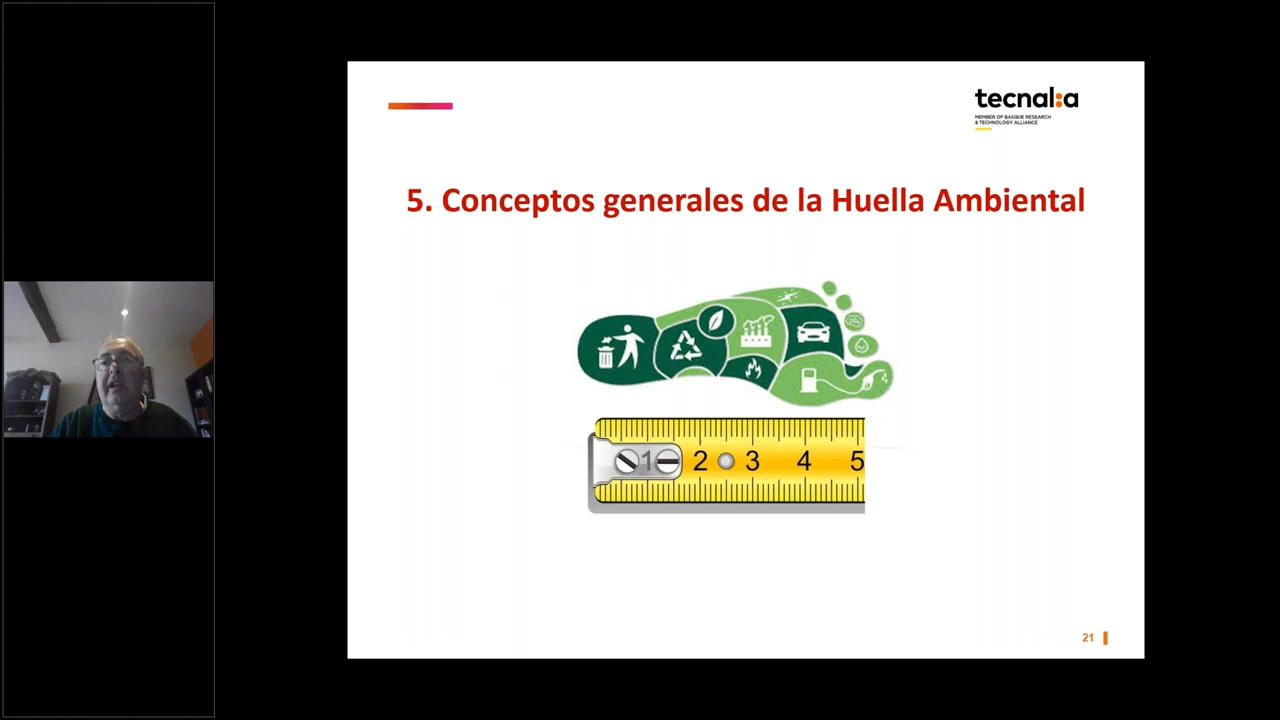 tecnal:a
MEMBER OF BASQUE RESEARCH
& TECHNOLOGY ALLIANCE
5. Conceptos generales de la Huella Ambiental
1 2 3 4 5
21